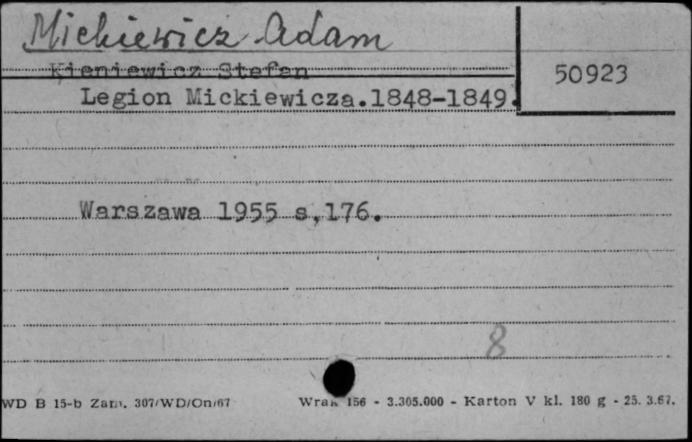 Mickiewicz Adam
Kieniewicz Stefan
50923
Legion Mickiewicza.1848-1849.
Warszawa 1955 s,176.
8
WD B 15-b Zam. 307/WD/On/67 Wrak 156 - 3.305.000 - Karton V kl. 180 g - 25. 3.67.